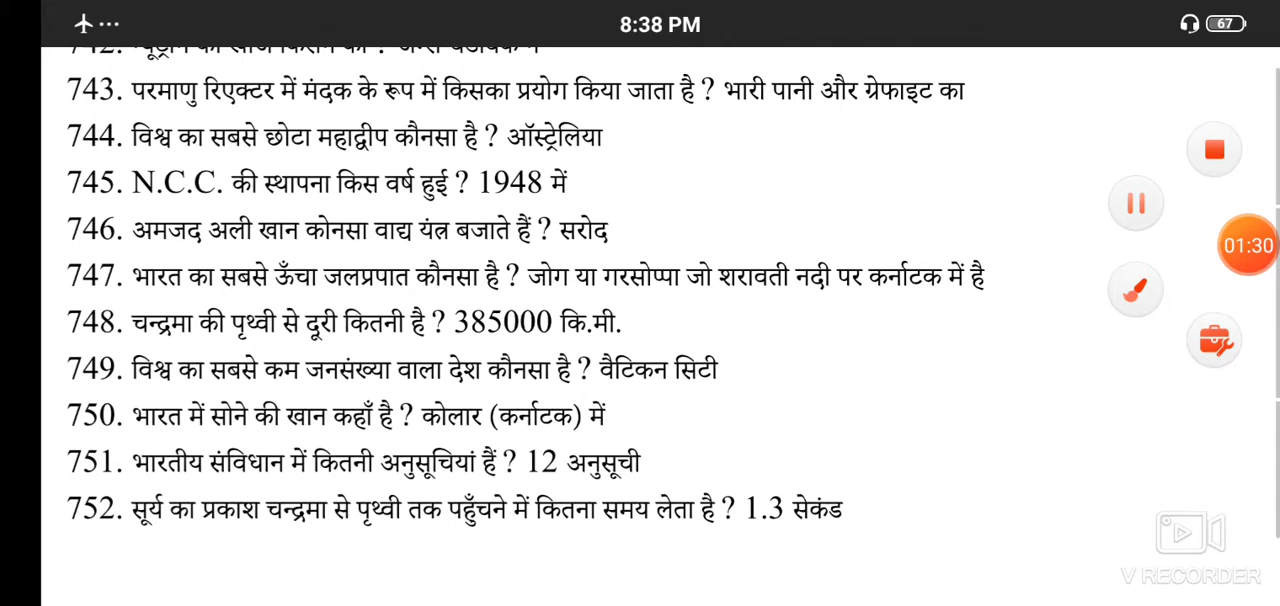 8:38 PM
67
743. परमाणु रिएक्टर में मंदक के रूप में किसका प्रयोग किया जाता है ? भारी पानी और ग्रेफाइट का
744. विश्व का सबसे छोटा महाद्वीप कौनसा है ? ऑस्ट्रेलिया
745. N.C.C. की स्थापना किस वर्ष हुई ? 1948 में
746. अमजद अली खान कोनसा वाद्य यंत्र बजाते हैं ? सरोद
747. भारत का सबसे ऊँचा जलप्रपात कौनसा है ? जोग या गरसोप्पा जो शरावती नदी पर कर्नाटक में है
01:30
748. चन्द्रमा की पृथ्वी से दूरी कितनी है ? 385000 कि.मी.
749. विश्व का सबसे कम जनसंख्या वाला देश कौनसा है ? वैटिकन सिटी
750. भारत में सोने की खान कहाँ है ? कोलार (कर्नाटक) में
751. भारतीय संविधान में कितनी अनुसूचियां हैं ? 12 अनुसूची
752. सूर्य का प्रकाश चन्द्रमा से पृथ्वी तक पहुँचने में कितना समय लेता है ? 1.3 सेकंड
V RECORDER